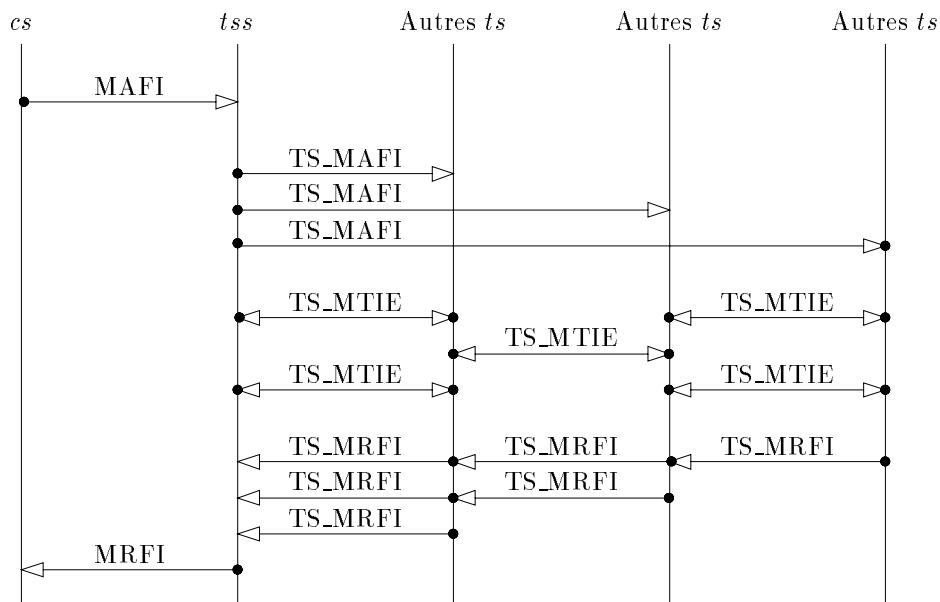 cs tss Autres ts Autres ts Autres ts
MAFI
TS_MAFI
TS_MAFI
TS_MAFI
TS_MTIE TS_MTIE
TS_MTIE
TS_MTIE TS_MTIE
TS_MRFI TS_MRFI TS_MRFI
TS_MRFI TS_MRFI
TS_MRFI
MRFI